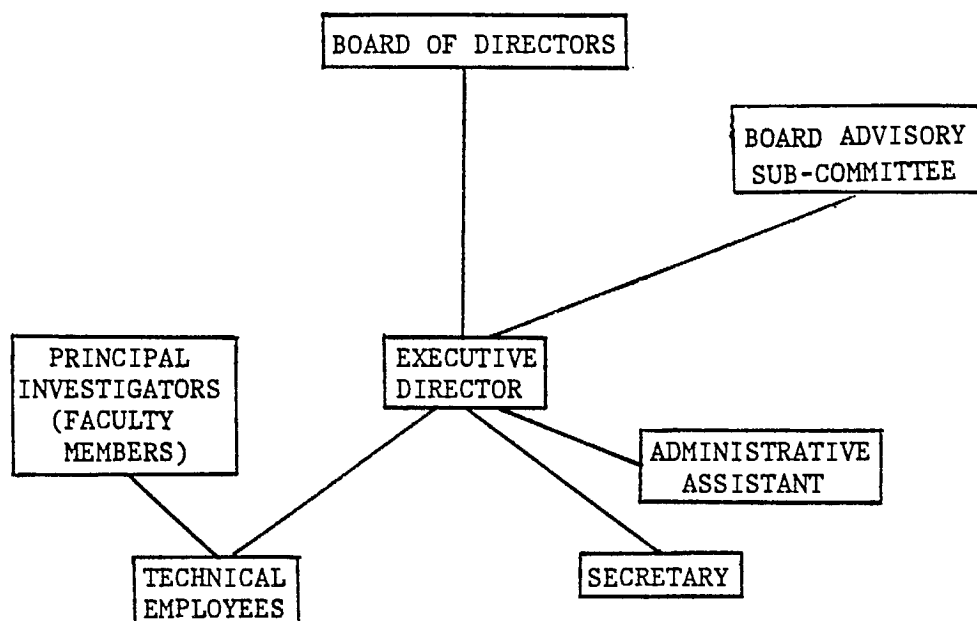 BOARD OF DIRECTORS
BOARD ADVISORY
SUB-COMMITTEE
PRINCIPAL
INVESTIGATORS
(FACULTY
MEMBERS)
EXECUTIVE
DIRECTOR
ADMINISTRATIVE
ASSISTANT
TECHNICAL
EMPLOYEES
SECRETARY